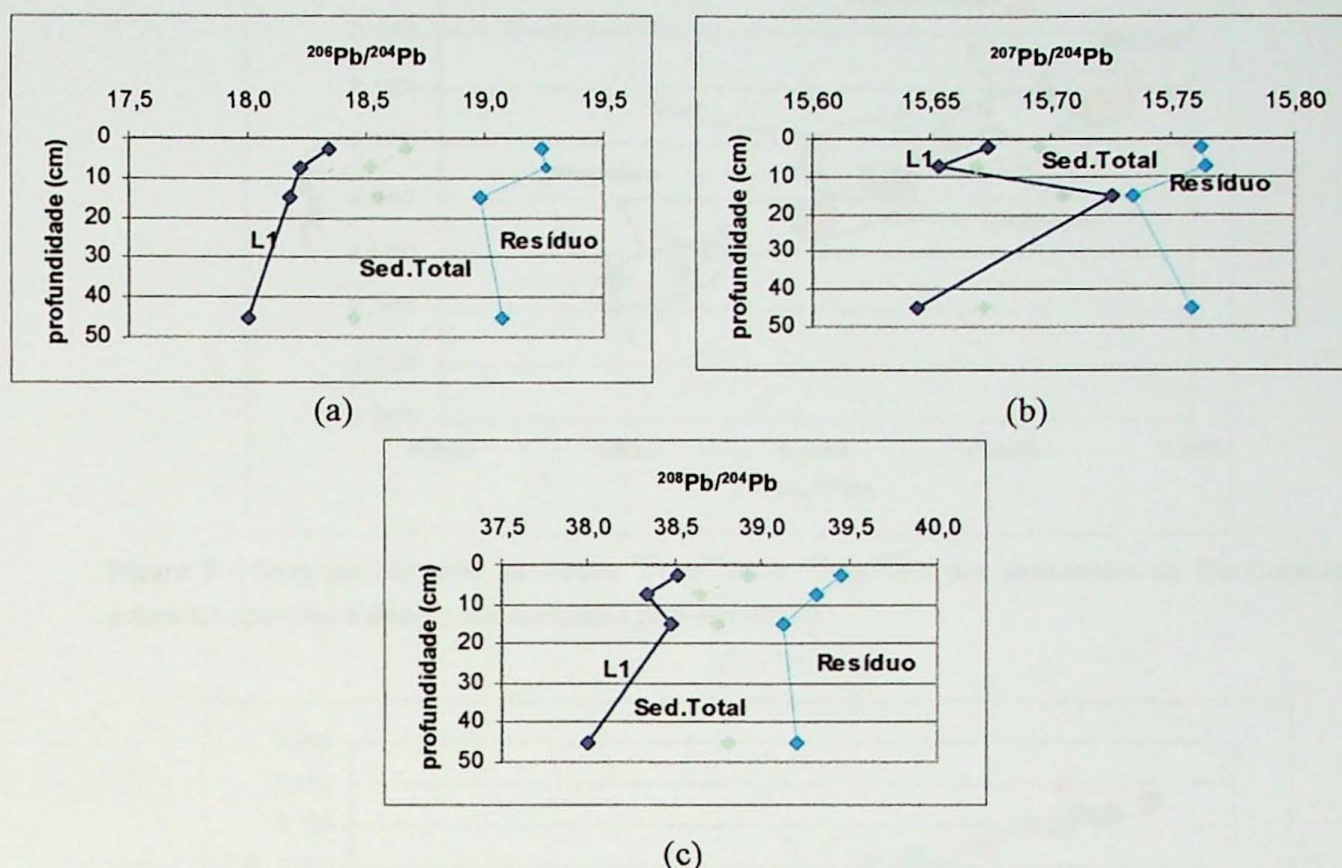 ²⁰⁶Pb/²⁰⁴Pb
17,5 18,0 18,5 19,0 19,5
profundidade (cm)
0
10
20
30
40
50
L1
Resíduo
Sed.Total
(a)
²⁰⁷Pb/²⁰⁴Pb
15,60 15,65 15,70 15,75 15,80
profundidade (cm)
0
10
20
30
40
50
L1
Sed.Total
Resíduo
(b)
²⁰⁸Pb/²⁰⁴Pb
37,5 38,0 38,5 39,0 39,5 40,0
profundidade (cm)
0
10
20
30
40
50
L1
Resíduo
Sed.Total
(c)